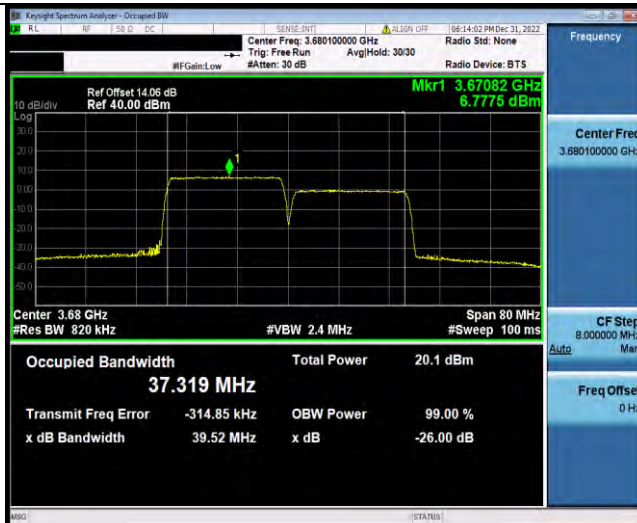 Keysight Spectrum Analyzer - Occupied BW
RL RF 50 Ω DC SENSE:INT ALIGN OFF 06:14:02 PM Dec 31, 2022
Center Freq: 3.680100000 GHz Radio Std: None
Trig: Free Run Avg|Hold: 30/30
#IFGain:Low #Atten: 30 dB Radio Device: BTS
Frequency
Mkr1 3.67082 GHz
6.7775 dBm
Ref Offset 14.06 dB
10 dB/div Ref 40.00 dBm
Log
30.0
20.0
10.0
0.00
-10.0
-20.0
-30.0
-40.0
-50.0
1
Center 3.68 GHz Span 80 MHz
#Res BW 820 kHz #VBW 2.4 MHz #Sweep 100 ms
Center Freq
3.680100000 GHz
CF Step
8.000000 MHz
Auto Man
Freq Offset
0 Hz
Occupied Bandwidth Total Power 20.1 dBm
37.319 MHz
Transmit Freq Error -314.85 kHz OBW Power 99.00 %
x dB Bandwidth 39.52 MHz x dB -26.00 dB
MSG STATUS